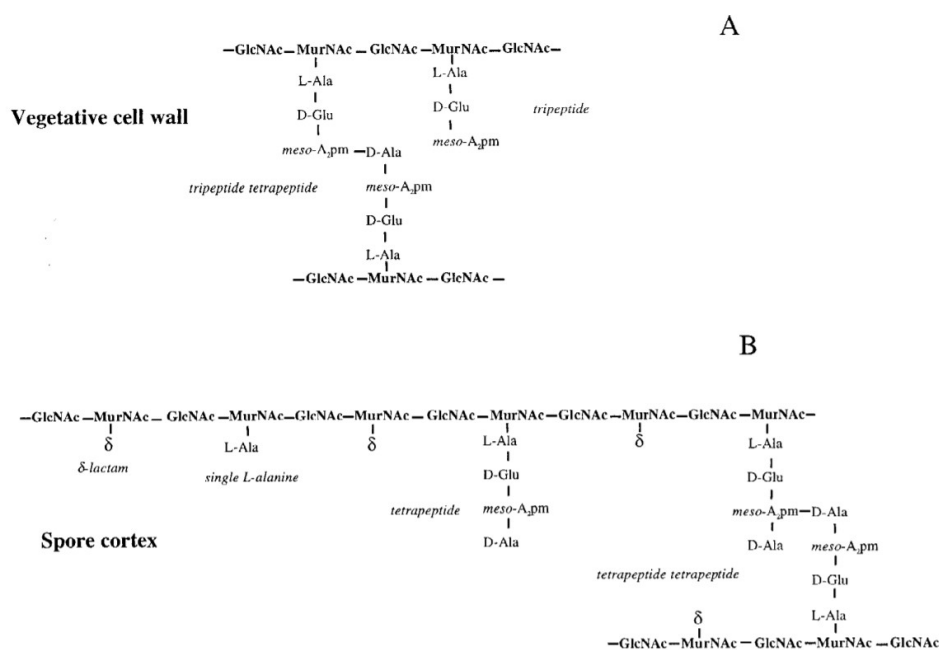 A
—GlcNAc—MurNAc—GlcNAc—MurNAc—GlcNAc—
L-Ala L-Ala
D-Glu D-Glu tripeptide
Vegetative cell wall
meso-A₂pm—D-Ala meso-A₂pm
tripeptide tetrapeptide meso-A₂pm
D-Glu
L-Ala
—GlcNAc—MurNAc—GlcNAc—
B
—GlcNAc—MurNAc—GlcNAc—MurNAc—GlcNAc—MurNAc—GlcNAc—MurNAc—GlcNAc—MurNAc—GlcNAc—MurNAc—
δ L-Ala δ L-Ala δ L-Ala
δ-lactam single L-alanine D-Glu D-Glu
tetrapeptide meso-A₂pm meso-A₂pm—D-Ala
Spore cortex D-Ala D-Ala meso-A₂pm
tetrapeptide tetrapeptide D-Glu
δ L-Ala
—GlcNAc—MurNAc—GlcNAc—MurNAc—GlcNAc